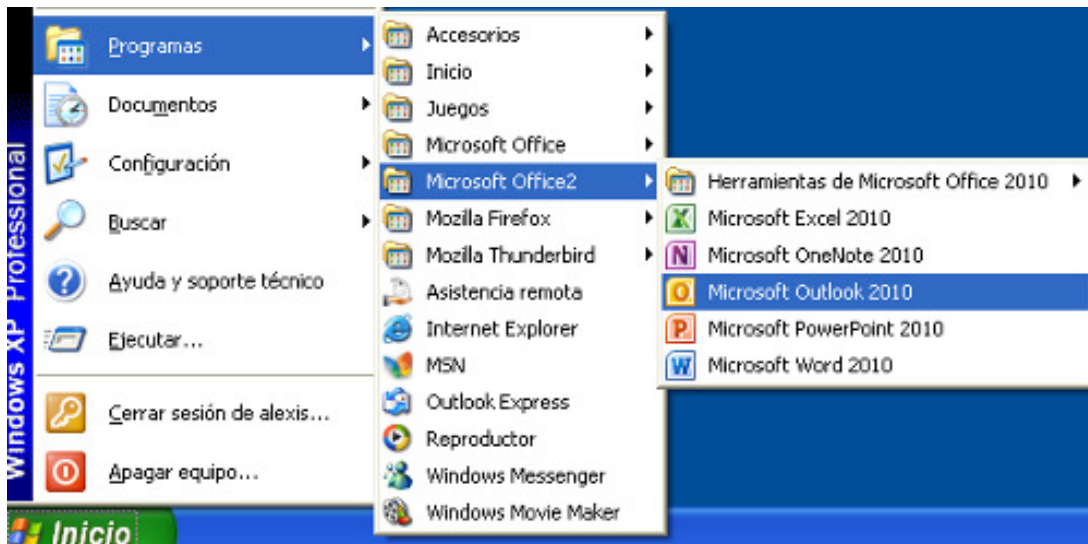 Programas
Documentos
Configuración
Buscar
Ayuda y soporte técnico
Ejecutar...
Cerrar sesión de alexis...
Apagar equipo...
Windows XP Professional
Inicio
Accesorios
Inicio
Juegos
Microsoft Office
Microsoft Office2
Mozilla Firefox
Mozilla Thunderbird
Asistencia remota
Internet Explorer
MSN
Outlook Express
Reproductor
Windows Messenger
Windows Movie Maker
Herramientas de Microsoft Office 2010
Microsoft Excel 2010
Microsoft OneNote 2010
Microsoft Outlook 2010
Microsoft PowerPoint 2010
Microsoft Word 2010